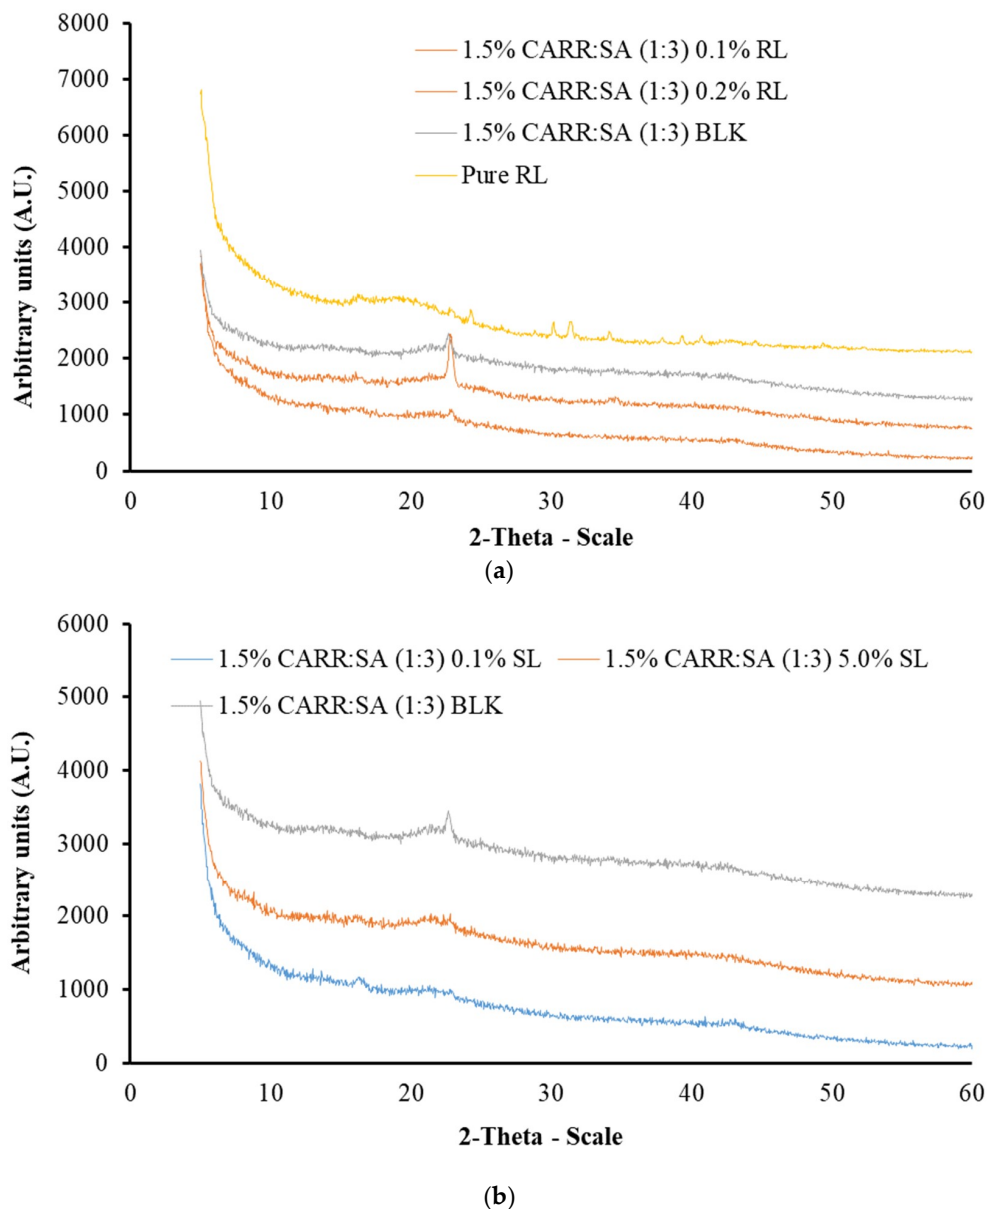 8000
7000
6000
5000
4000
3000
2000
1000
0
Arbitrary units (A.U.)
1.5% CARR:SA (1:3) 0.1% RL
1.5% CARR:SA (1:3) 0.2% RL
1.5% CARR:SA (1:3) BLK
Pure RL
0 10 20 30 40 50 60
2-Theta - Scale
(a)
6000
5000
4000
3000
2000
1000
0
Arbitrary units (A.U.)
1.5% CARR:SA (1:3) 0.1% SL 1.5% CARR:SA (1:3) 5.0% SL
1.5% CARR:SA (1:3) BLK
0 10 20 30 40 50 60
2-Theta - Scale
(b)